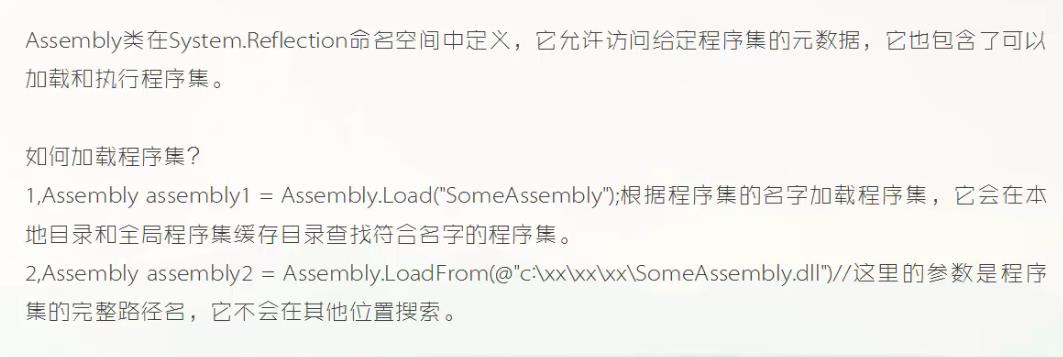 Assembly类在System.Reflection命名空间中定义，它允许访问给定程序集的元数据，它也包含了可以
加载和执行程序集。
如何加载程序集？
1,Assembly assembly1 = Assembly.Load("SomeAssembly");根据程序集的名字加载程序集，它会在本
地目录和全局程序集缓存目录查找符合名字的程序集。
2,Assembly assembly2 = Assembly.LoadFrom(@"c:\xx\xx\xx\SomeAssembly.dll")//这里的参数是程序
集的完整路径名，它不会在其他位置搜索。